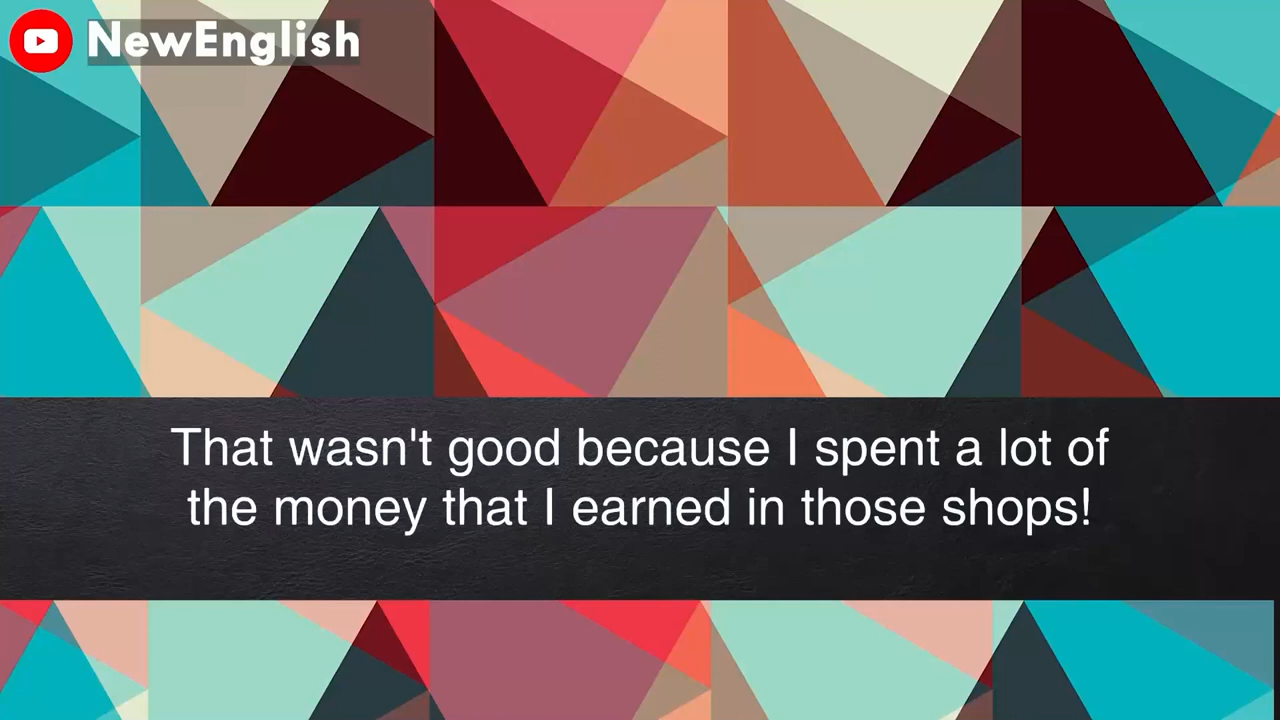 NewEnglish
That wasn't good because I spent a lot of
the money that I earned in those shops!